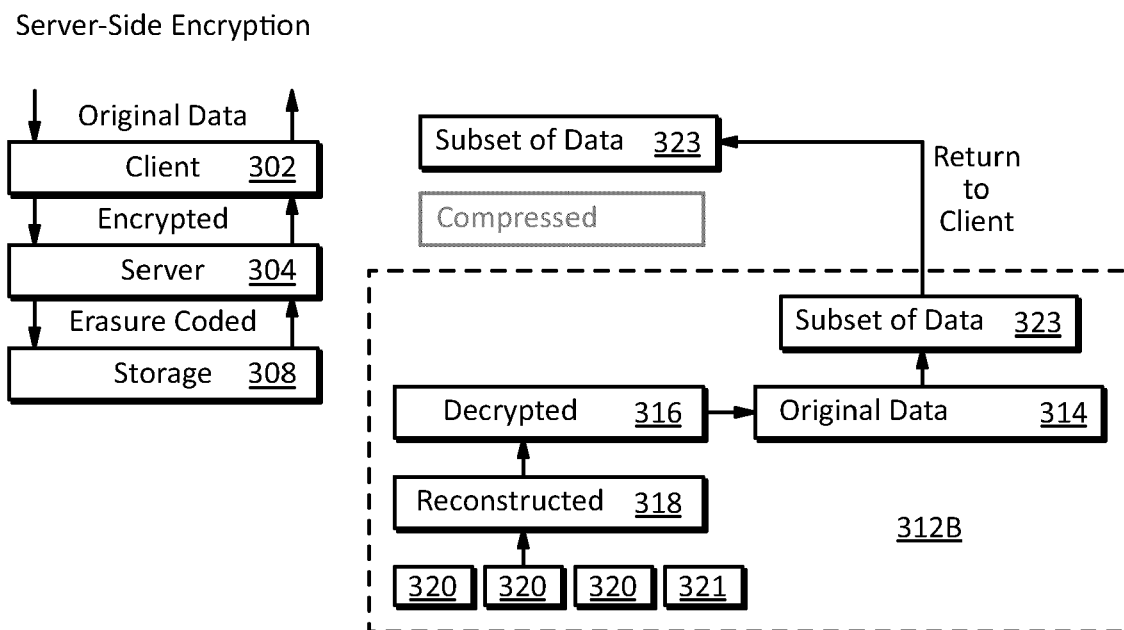 Server-Side Encryption
Original Data
Client 302
Encrypted
Server 304
Erasure Coded
Storage 308
Subset of Data 323
Compressed
Return
to
Client
Subset of Data 323
Decrypted 316
Original Data 314
Reconstructed 318
312B
320 320 320 321